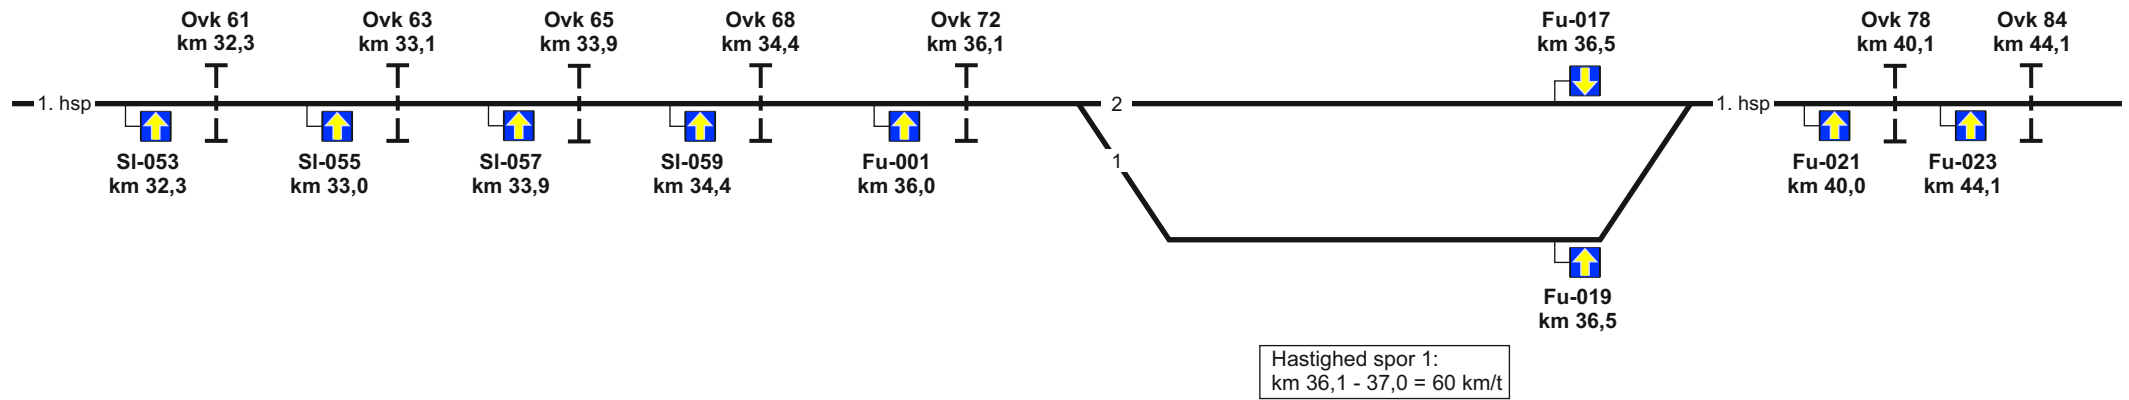 Ovk 61
km 32,3
Ovk 63
km 33,1
Ovk 65
km 33,9
Ovk 68
km 34,4
Ovk 72
km 36,1
Fu-017
km 36,5
Ovk 78
km 40,1
Ovk 84
km 44,1
1. hsp
2
1. hsp
SI-053
km 32,3
SI-055
km 33,0
SI-057
km 33,9
SI-059
km 34,4
Fu-001
km 36,0
1
Fu-021
km 40,0
Fu-023
km 44,1
Fu-019
km 36,5
Hastighed spor 1:
km 36,1 - 37,0 = 60 km/t